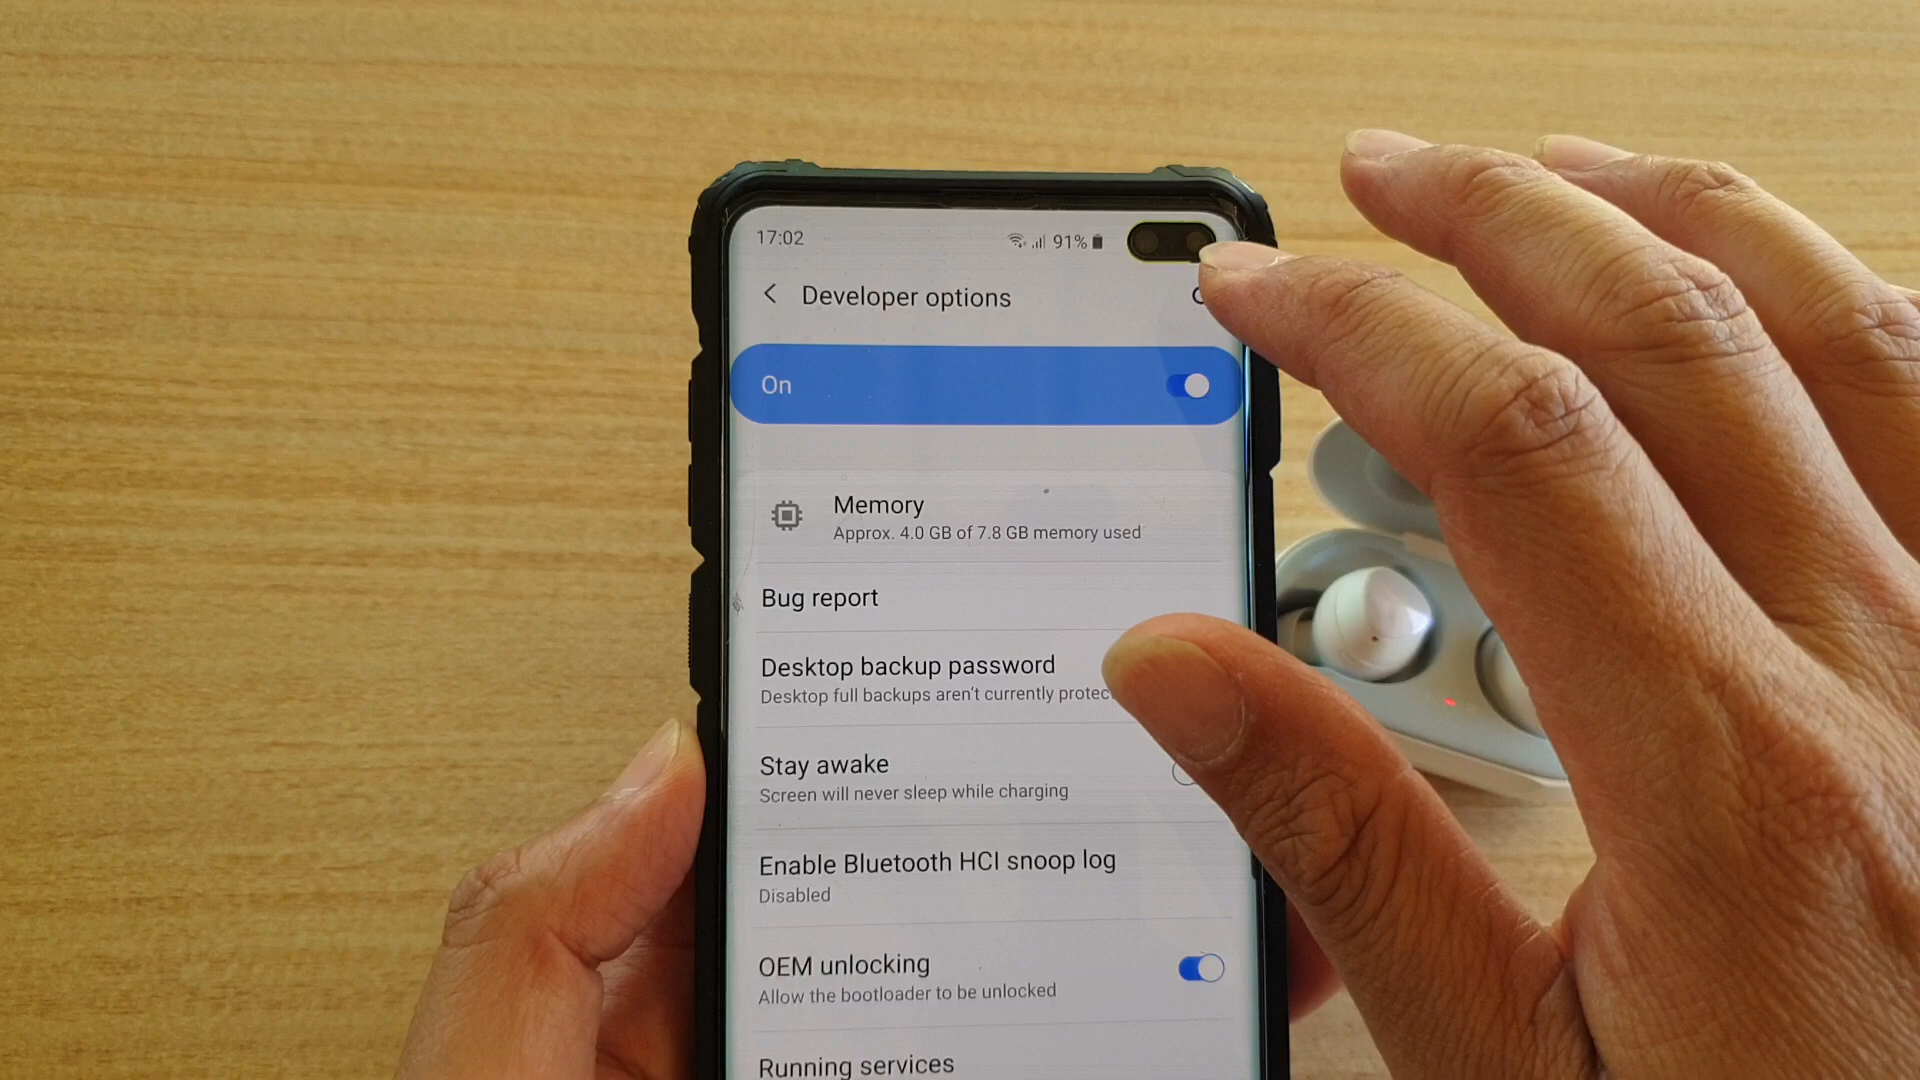 17:02 91%
Developer options
On
Memory
Approx. 4.0 GB of 7.8 GB memory used
Bug report
Desktop backup password
Desktop full backups aren't currently
Stay awake
Screen will never sleep while charging
Enable Bluetooth HCI snoop log
Disabled
OEM unlocking
Allow the bootloader to be unlocked
Running services